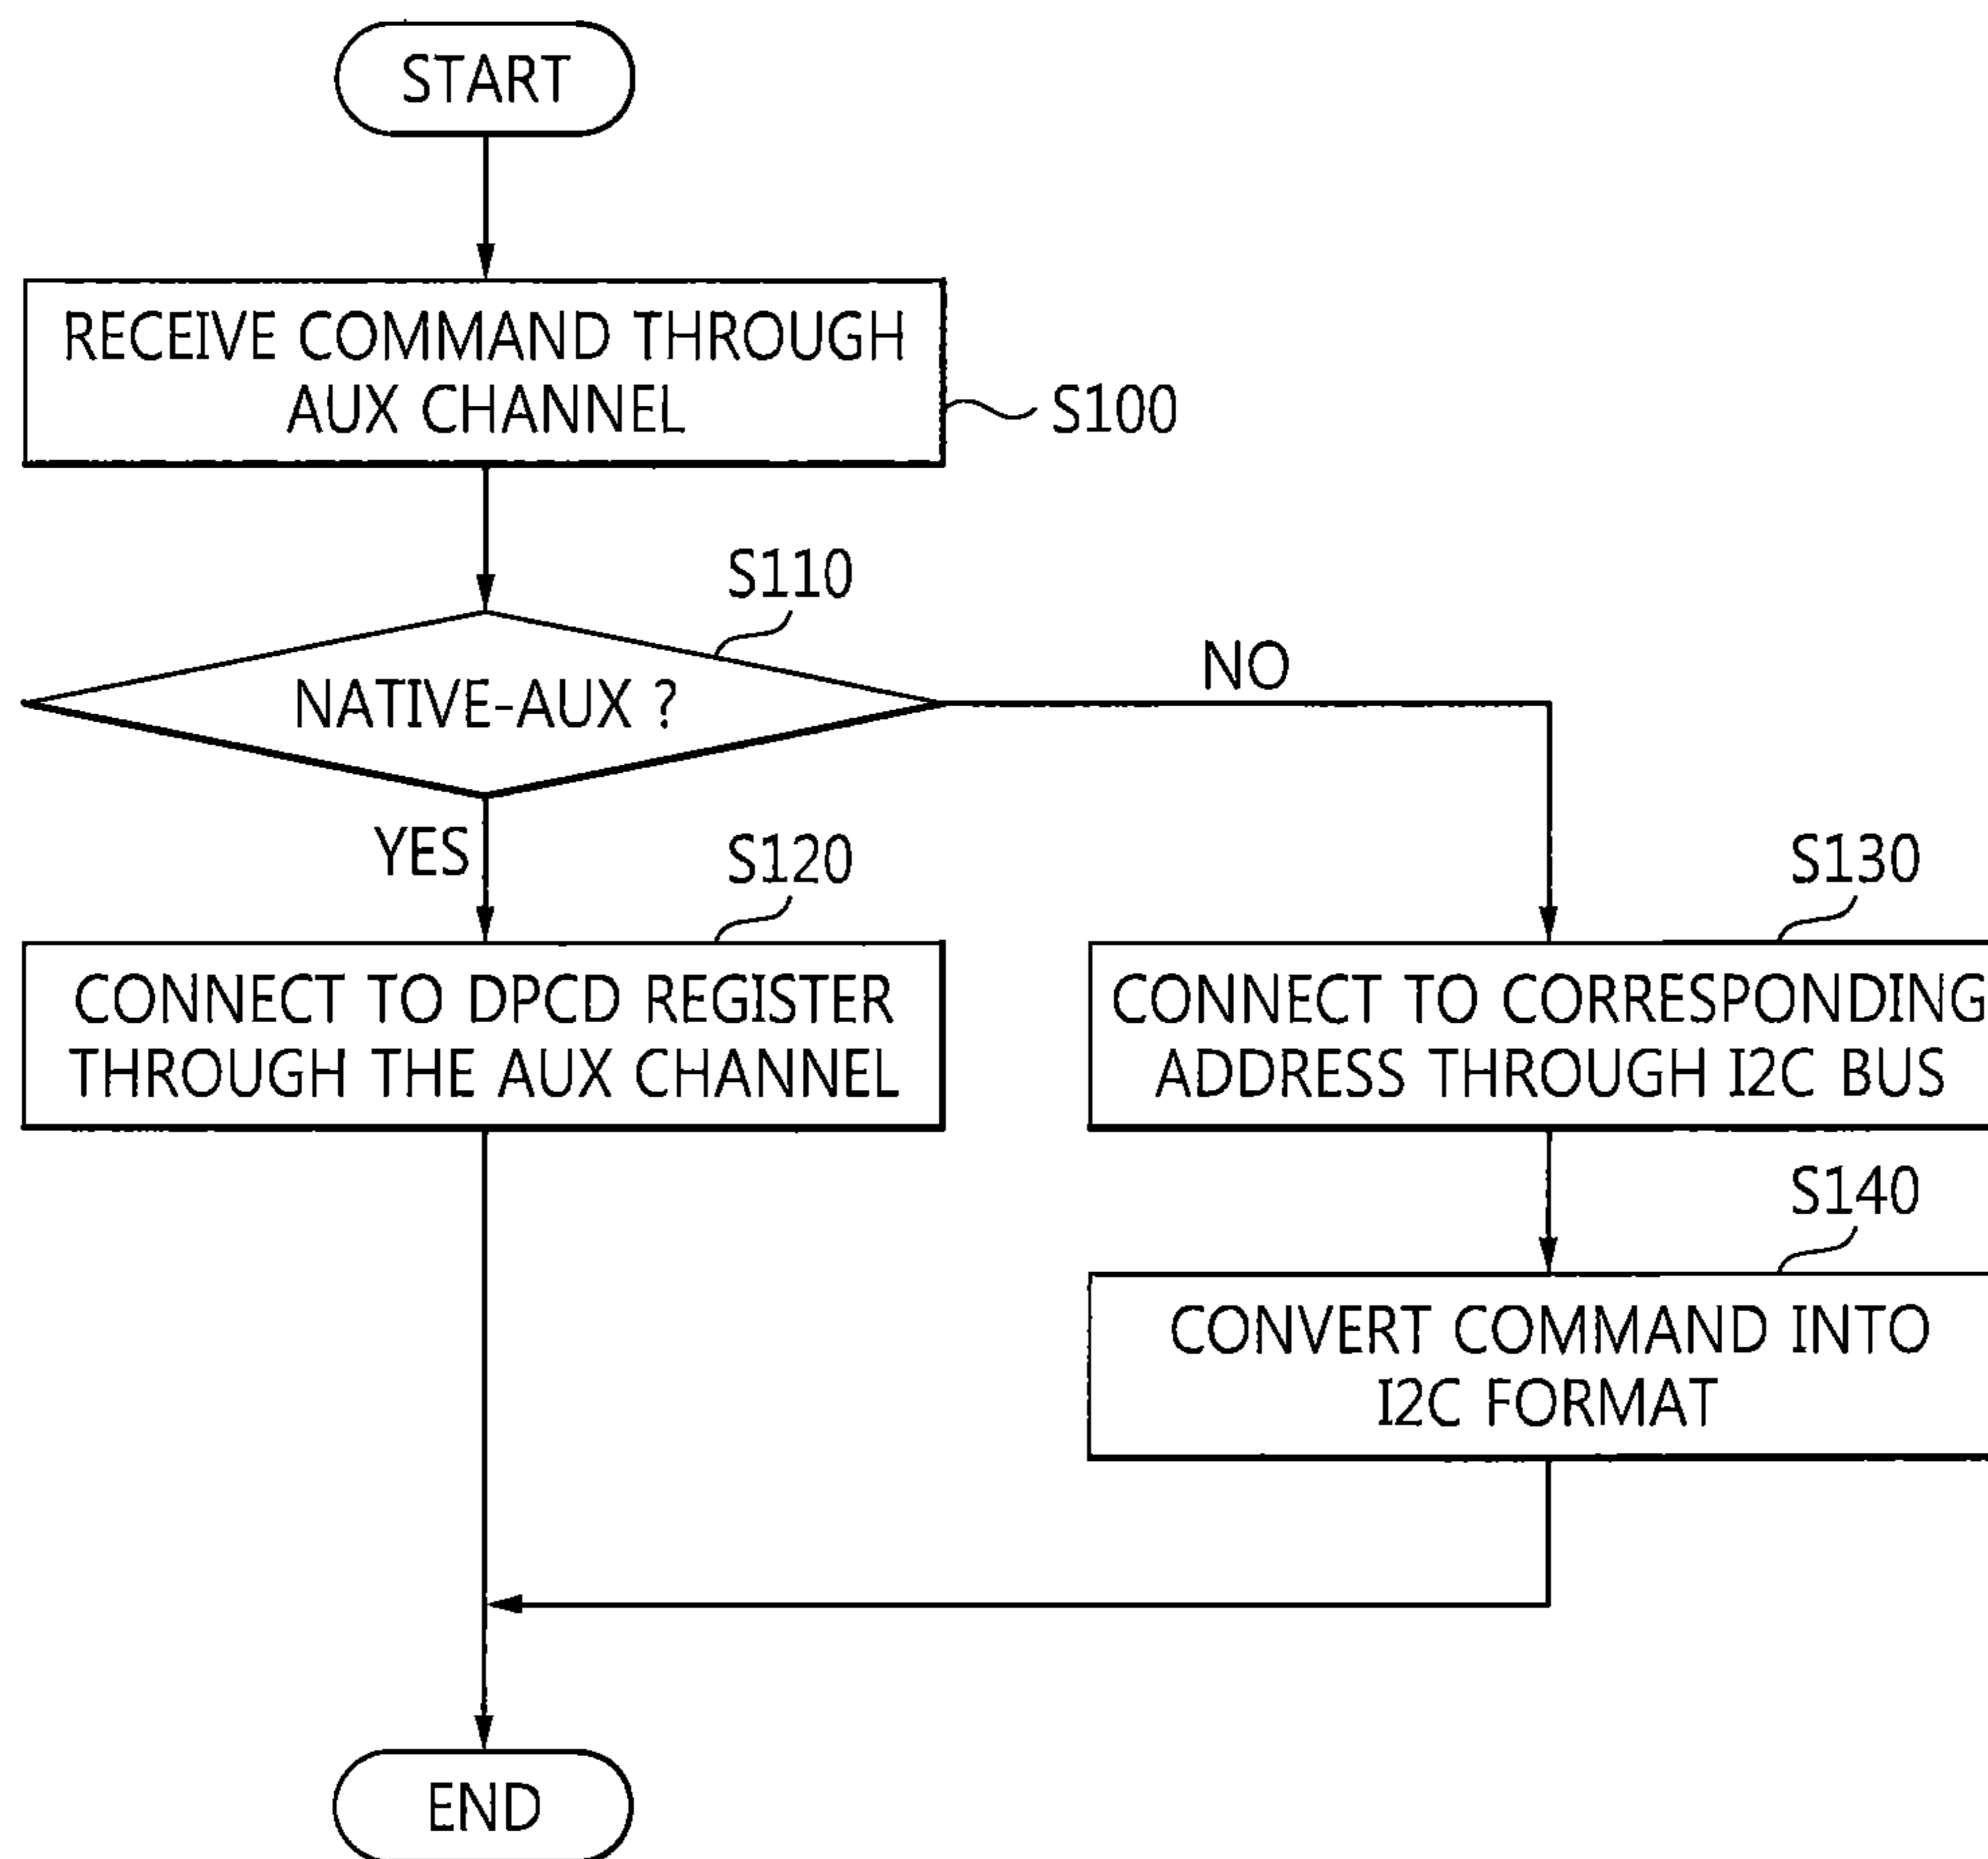 START
RECEIVE COMMAND THROUGH
AUX CHANNEL
S100
S110
NATIVE-AUX ?
NO
YES
S120
S130
CONNECT TO DPCD REGISTER
THROUGH THE AUX CHANNEL
CONNECT TO CORRESPONDING
ADDRESS THROUGH I2C BUS
S140
CONVERT COMMAND INTO
I2C FORMAT
END